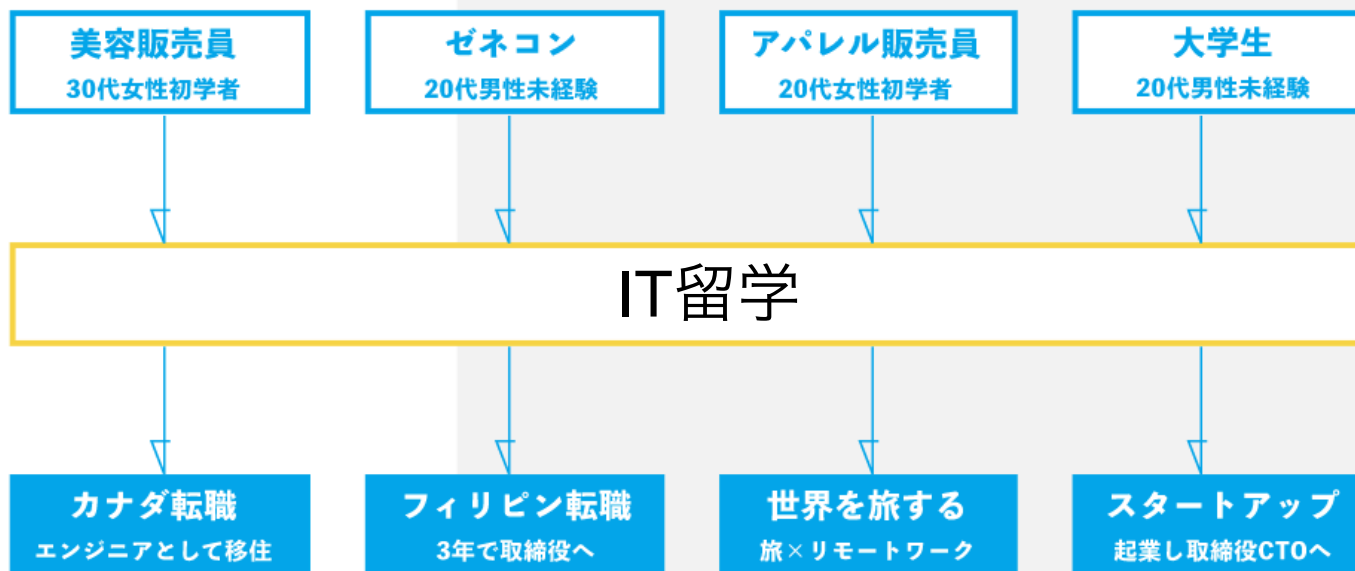 美容販売員
30代女性初学者
ゼネコン
20代男性未経験
アパレル販売員
20代女性初学者
大学生
20代男性未経験
IT留学
カナダ転職
エンジニアとして移住
フィリピン転職
3年で取締役へ
世界を旅する
旅×リモートワーク
スタートアップ
起業し取締役CTOへ